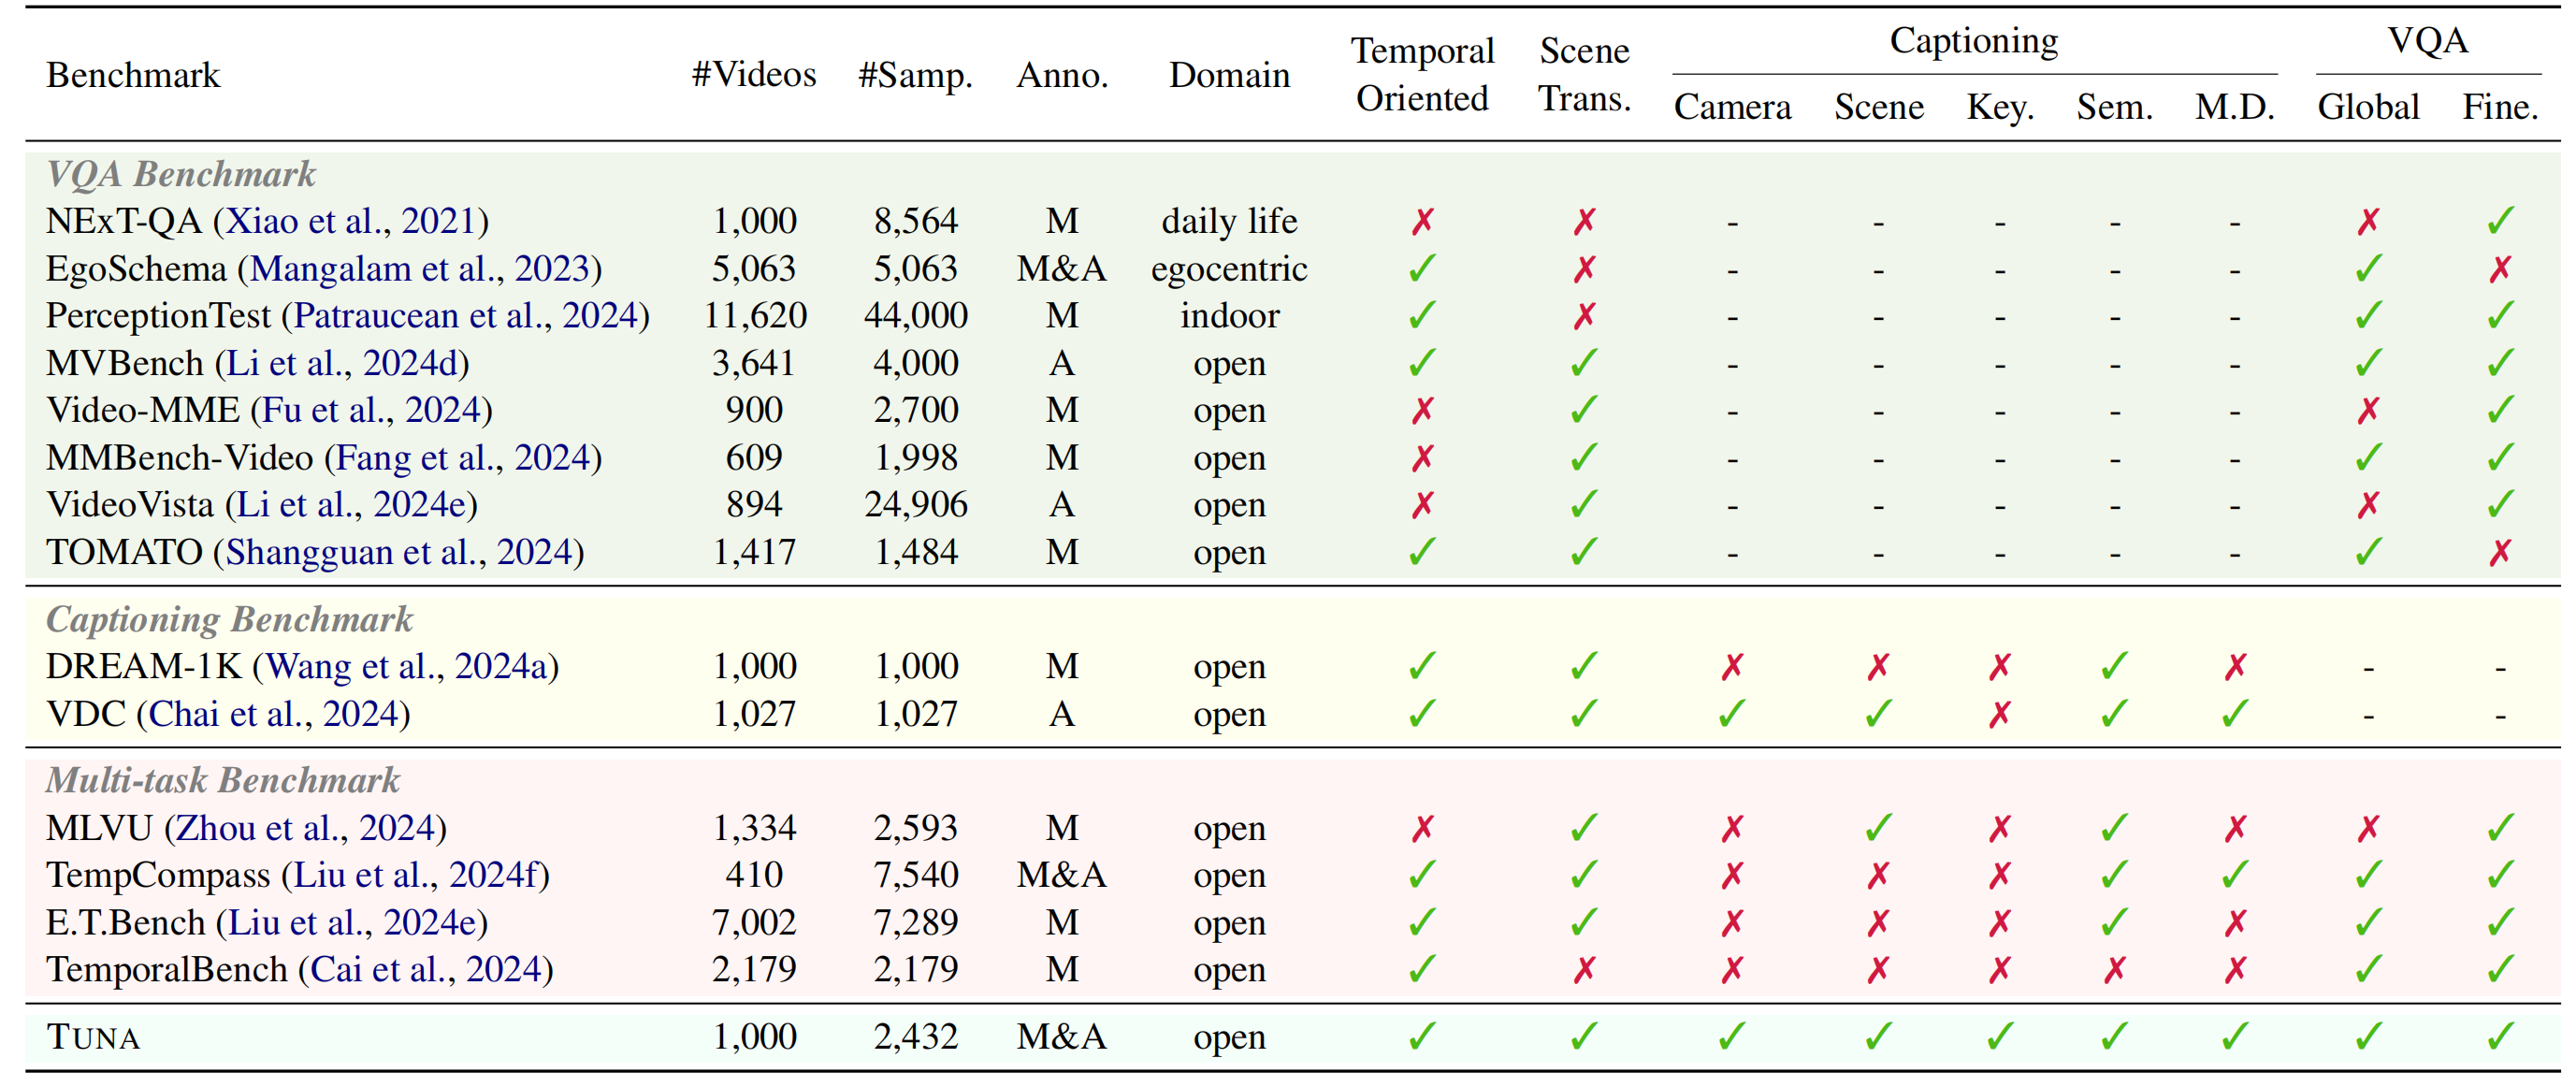 Benchmark #Videos #Samp. Anno. Domain Temporal Oriented Scene Trans. Captioning VQA
Camera Scene Key. Sem. M.D. Global Fine.
VQA Benchmark
NExT-QA (Xiao et al., 2021) 1,000 8,564 M daily life ✗ ✗ - - - - - ✗ ✓
EgoSchema (Mangalam et al., 2023) 5,063 5,063 M&A egocentric ✓ ✗ - - - - - ✓ ✗
PerceptionTest (Patraucean et al., 2024) 11,620 44,000 M indoor ✓ ✗ - - - - - ✓ ✓
MVBench (Li et al., 2024d) 3,641 4,000 A open ✓ ✓ - - - - - ✓ ✓
Video-MME (Fu et al., 2024) 900 2,700 M open ✗ ✓ - - - - - ✗ ✓
MMBench-Video (Fang et al., 2024) 609 1,998 M open ✗ ✓ - - - - - ✓ ✓
VideoVista (Li et al., 2024e) 894 24,906 A open ✗ ✓ - - - - - ✗ ✓
TOMATO (Shangguan et al., 2024) 1,417 1,484 M open ✓ ✓ - - - - - ✓ ✗
Captioning Benchmark
DREAM-1K (Wang et al., 2024a) 1,000 1,000 M open ✓ ✓ ✗ ✗ ✗ ✓ ✗ - -
VDC (Chai et al., 2024) 1,027 1,027 A open ✓ ✓ ✓ ✓ ✗ ✓ ✓ - -
Multi-task Benchmark
MLVU (Zhou et al., 2024) 1,334 2,593 M open ✗ ✓ ✗ ✓ ✗ ✓ ✗ ✗ ✓
TempCompass (Liu et al., 2024f) 410 7,540 M&A open ✓ ✓ ✗ ✗ ✗ ✓ ✓ ✓ ✓
E.T.Bench (Liu et al., 2024e) 7,002 7,289 M open ✓ ✓ ✗ ✗ ✗ ✓ ✗ ✓ ✓
TemporalBench (Cai et al., 2024) 2,179 2,179 M open ✓ ✗ ✗ ✗ ✗ ✗ ✗ ✓ ✓
TUNA 1,000 2,432 M&A open ✓ ✓ ✓ ✓ ✓ ✓ ✓ ✓ ✓